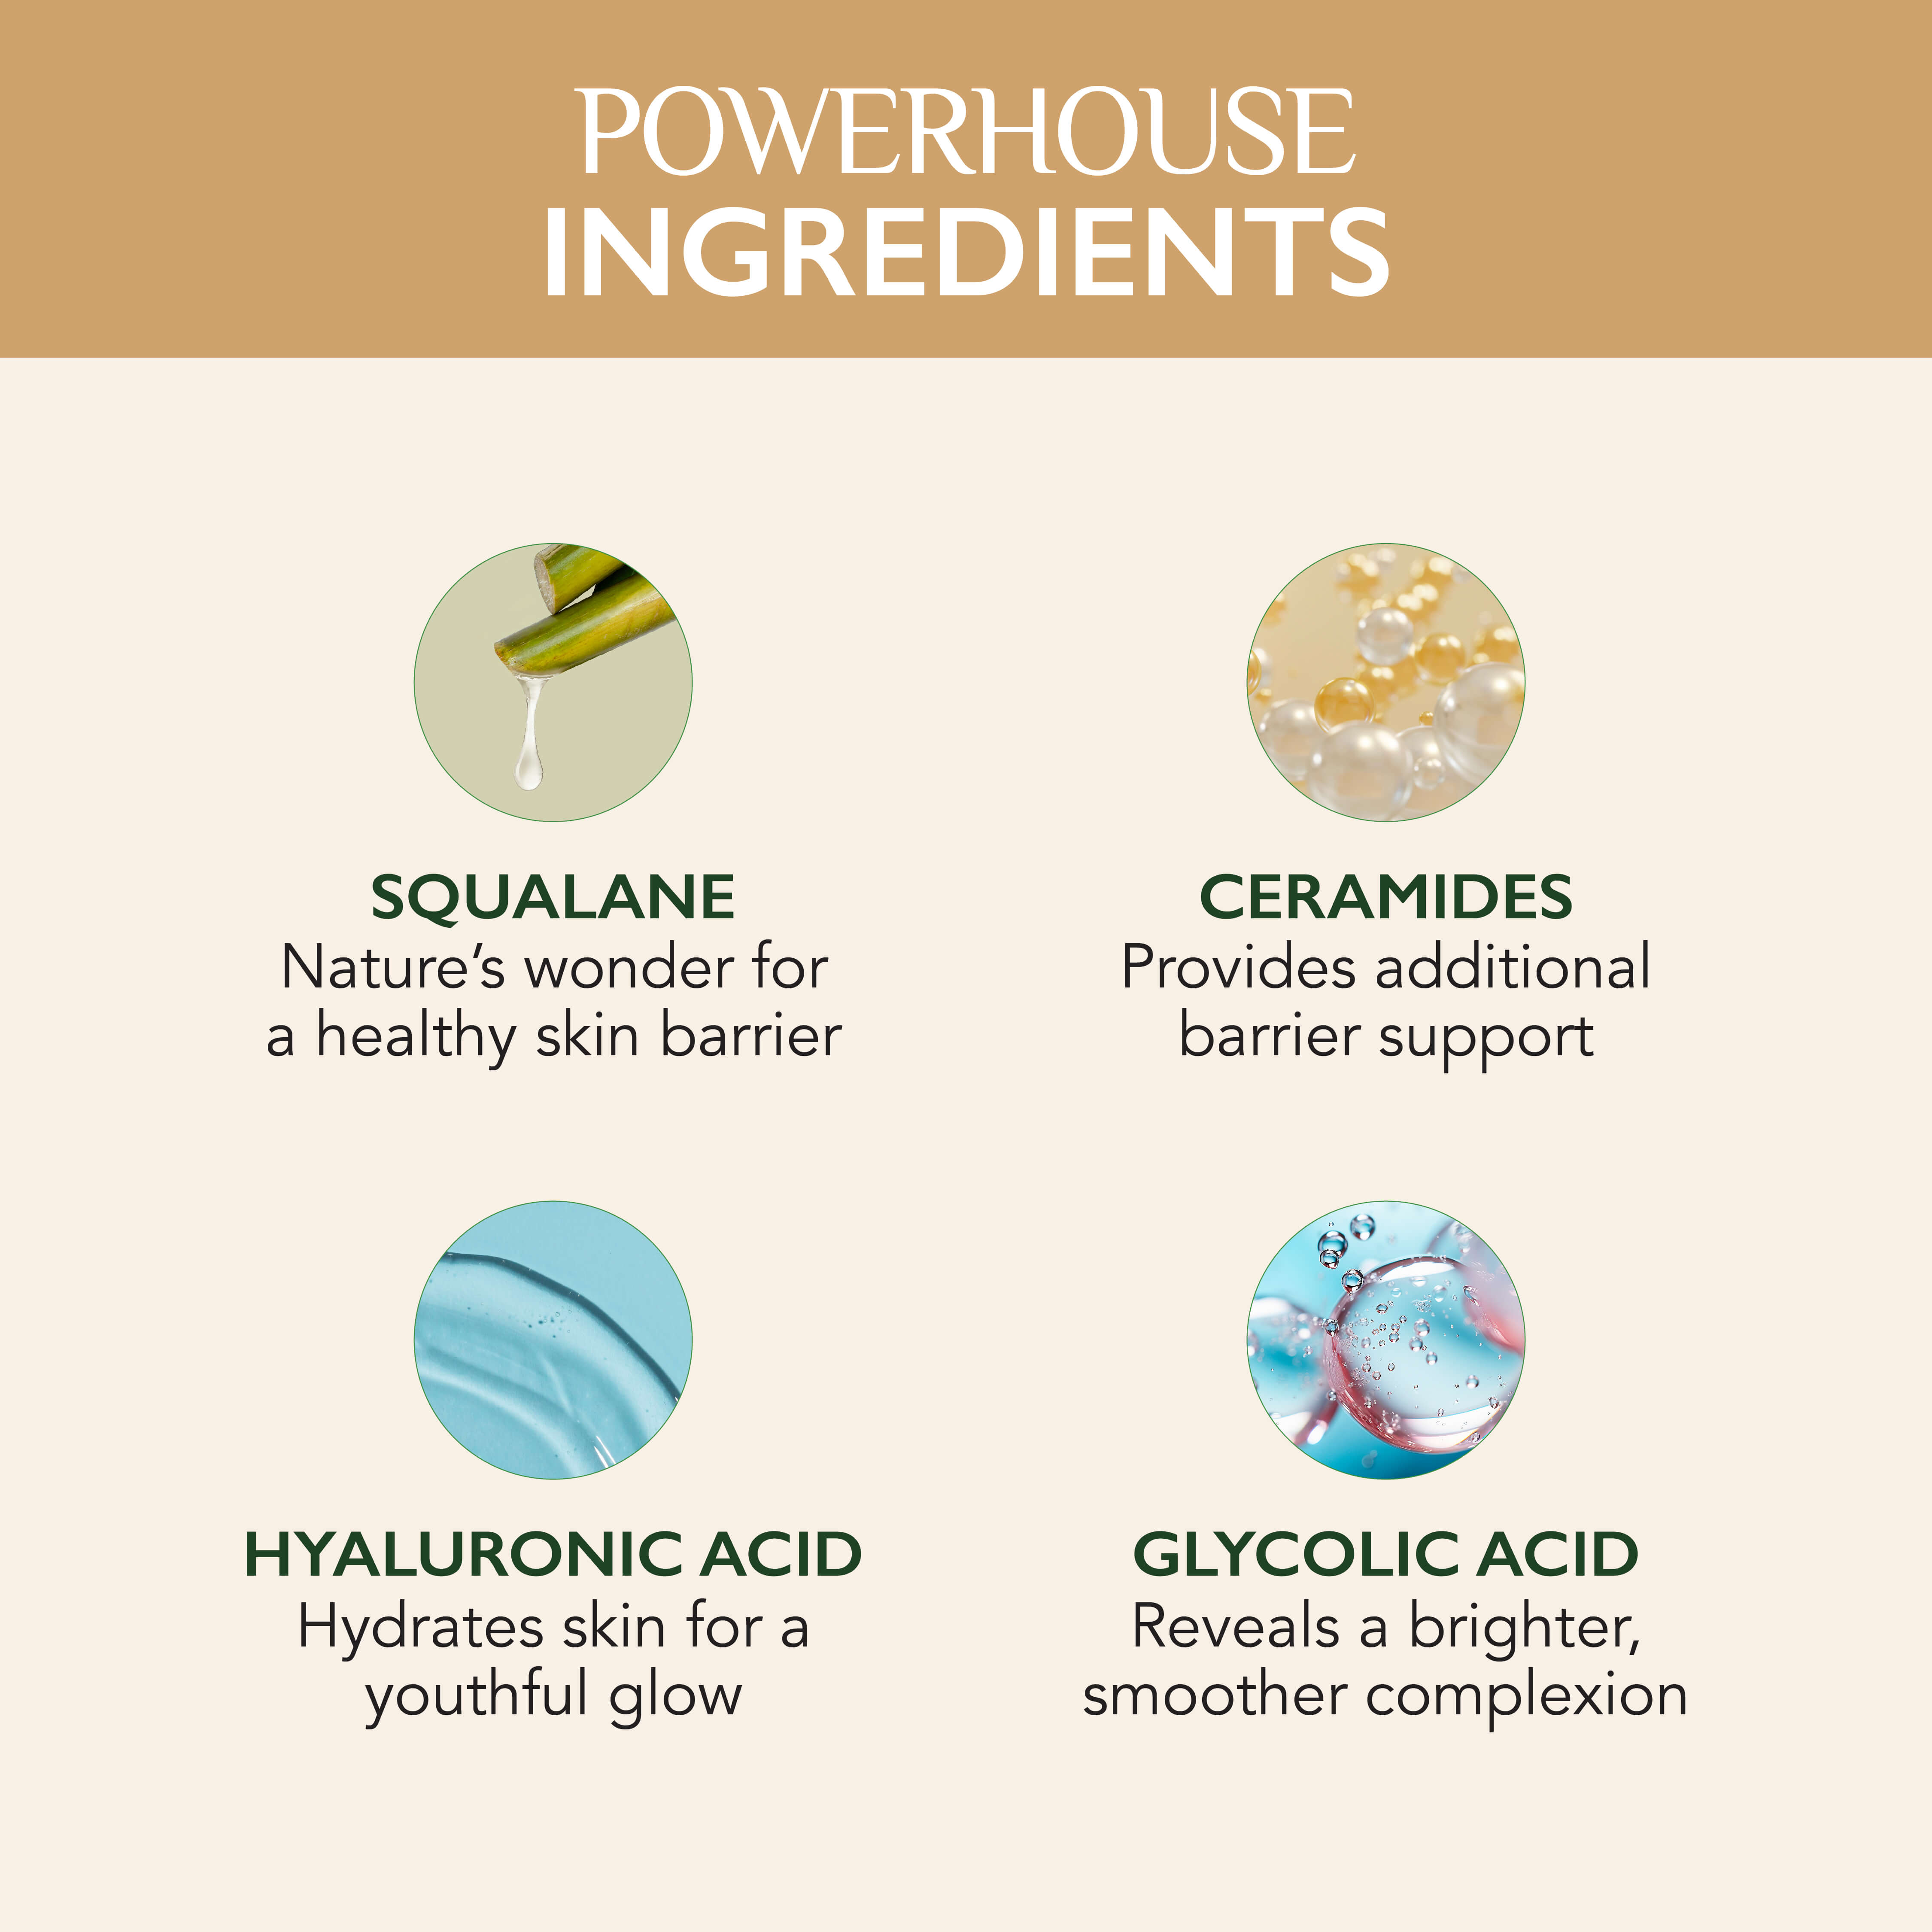 POWERHOUSE
INGREDIENTS
SQUALANE
Nature’s wonder for
a healthy skin barrier
CERAMIDES
Provides additional
barrier support
HYALURONIC ACID
Hydrates skin for a
youthful glow
GLYCOLIC ACID
Reveals a brighter,
smoother complexion